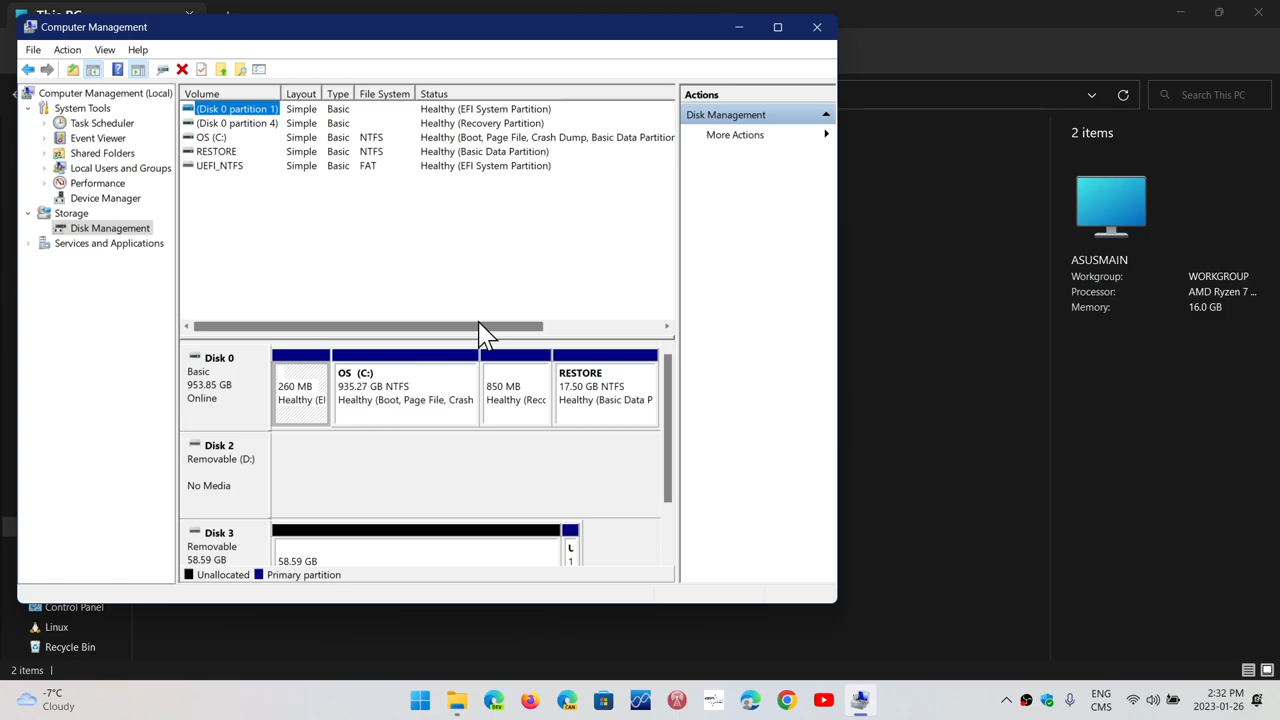 This PC
Computer Management
File Action View Help
Search This PC
Computer Management (Local)
System Tools
Task Scheduler
Event Viewer
Shared Folders
Local Users and Groups
Performance
Device Manager
Storage
Disk Management
Services and Applications
Volume Layout Type File System Status
(Disk 0 partition 1) Simple Basic Healthy (EFI System Partition)
(Disk 0 partition 4) Simple Basic Healthy (Recovery Partition)
OS (C:) Simple Basic NTFS Healthy (Boot, Page File, Crash Dump, Basic Data Partition
RESTORE Simple Basic NTFS Healthy (Basic Data Partition)
UEFI_NTFS Simple Basic FAT Healthy (EFI System Partition)
Disk 0
Basic
953.85 GB
Online
260 MB
Healthy (EI
OS (C:)
935.27 GB NTFS
Healthy (Boot, Page File, Crash
850 MB
Healthy (Recc
RESTORE
17.50 GB NTFS
Healthy (Basic Data P
Disk 2
Removable (D:)
No Media
Disk 3
Removable
58.59 GB
58.59 GB
U
1
Unallocated Primary partition
Actions
Disk Management
More Actions
2 items
ASUSMAIN
Workgroup: WORKGROUP
Processor: AMD Ryzen 7 ...
Memory: 16.0 GB
Control Panel
Linux
Recycle Bin
2 items
-7°C
Cloudy
DEV
CAN
ENG
CMS
2:32 PM
2023-01-26